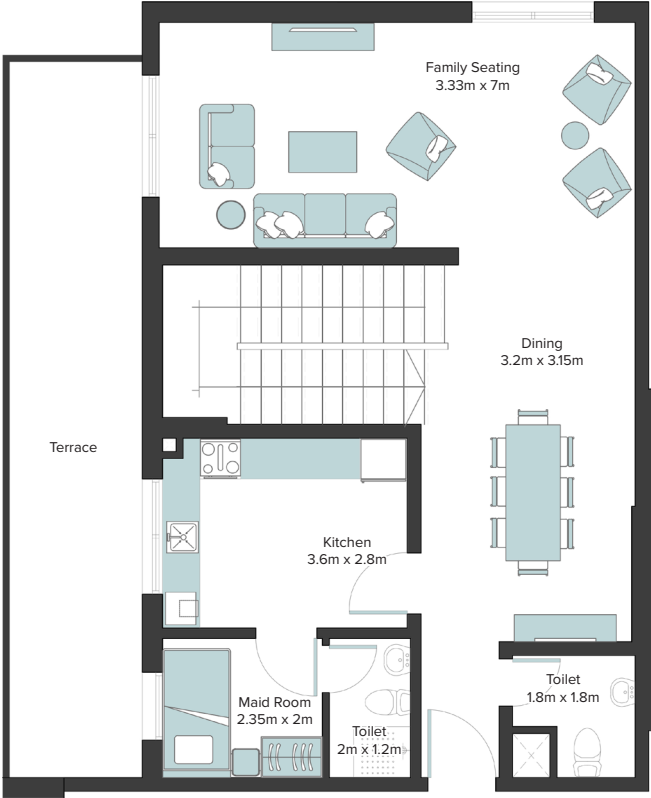 Family Seating
3.33m x 7m
Dining
3.2m x 3.15m
Terrace
Kitchen
3.6m x 2.8m
Maid Room
2.35m x 2m
Toilet
2m x 1.2m
Toilet
1.8m x 1.8m